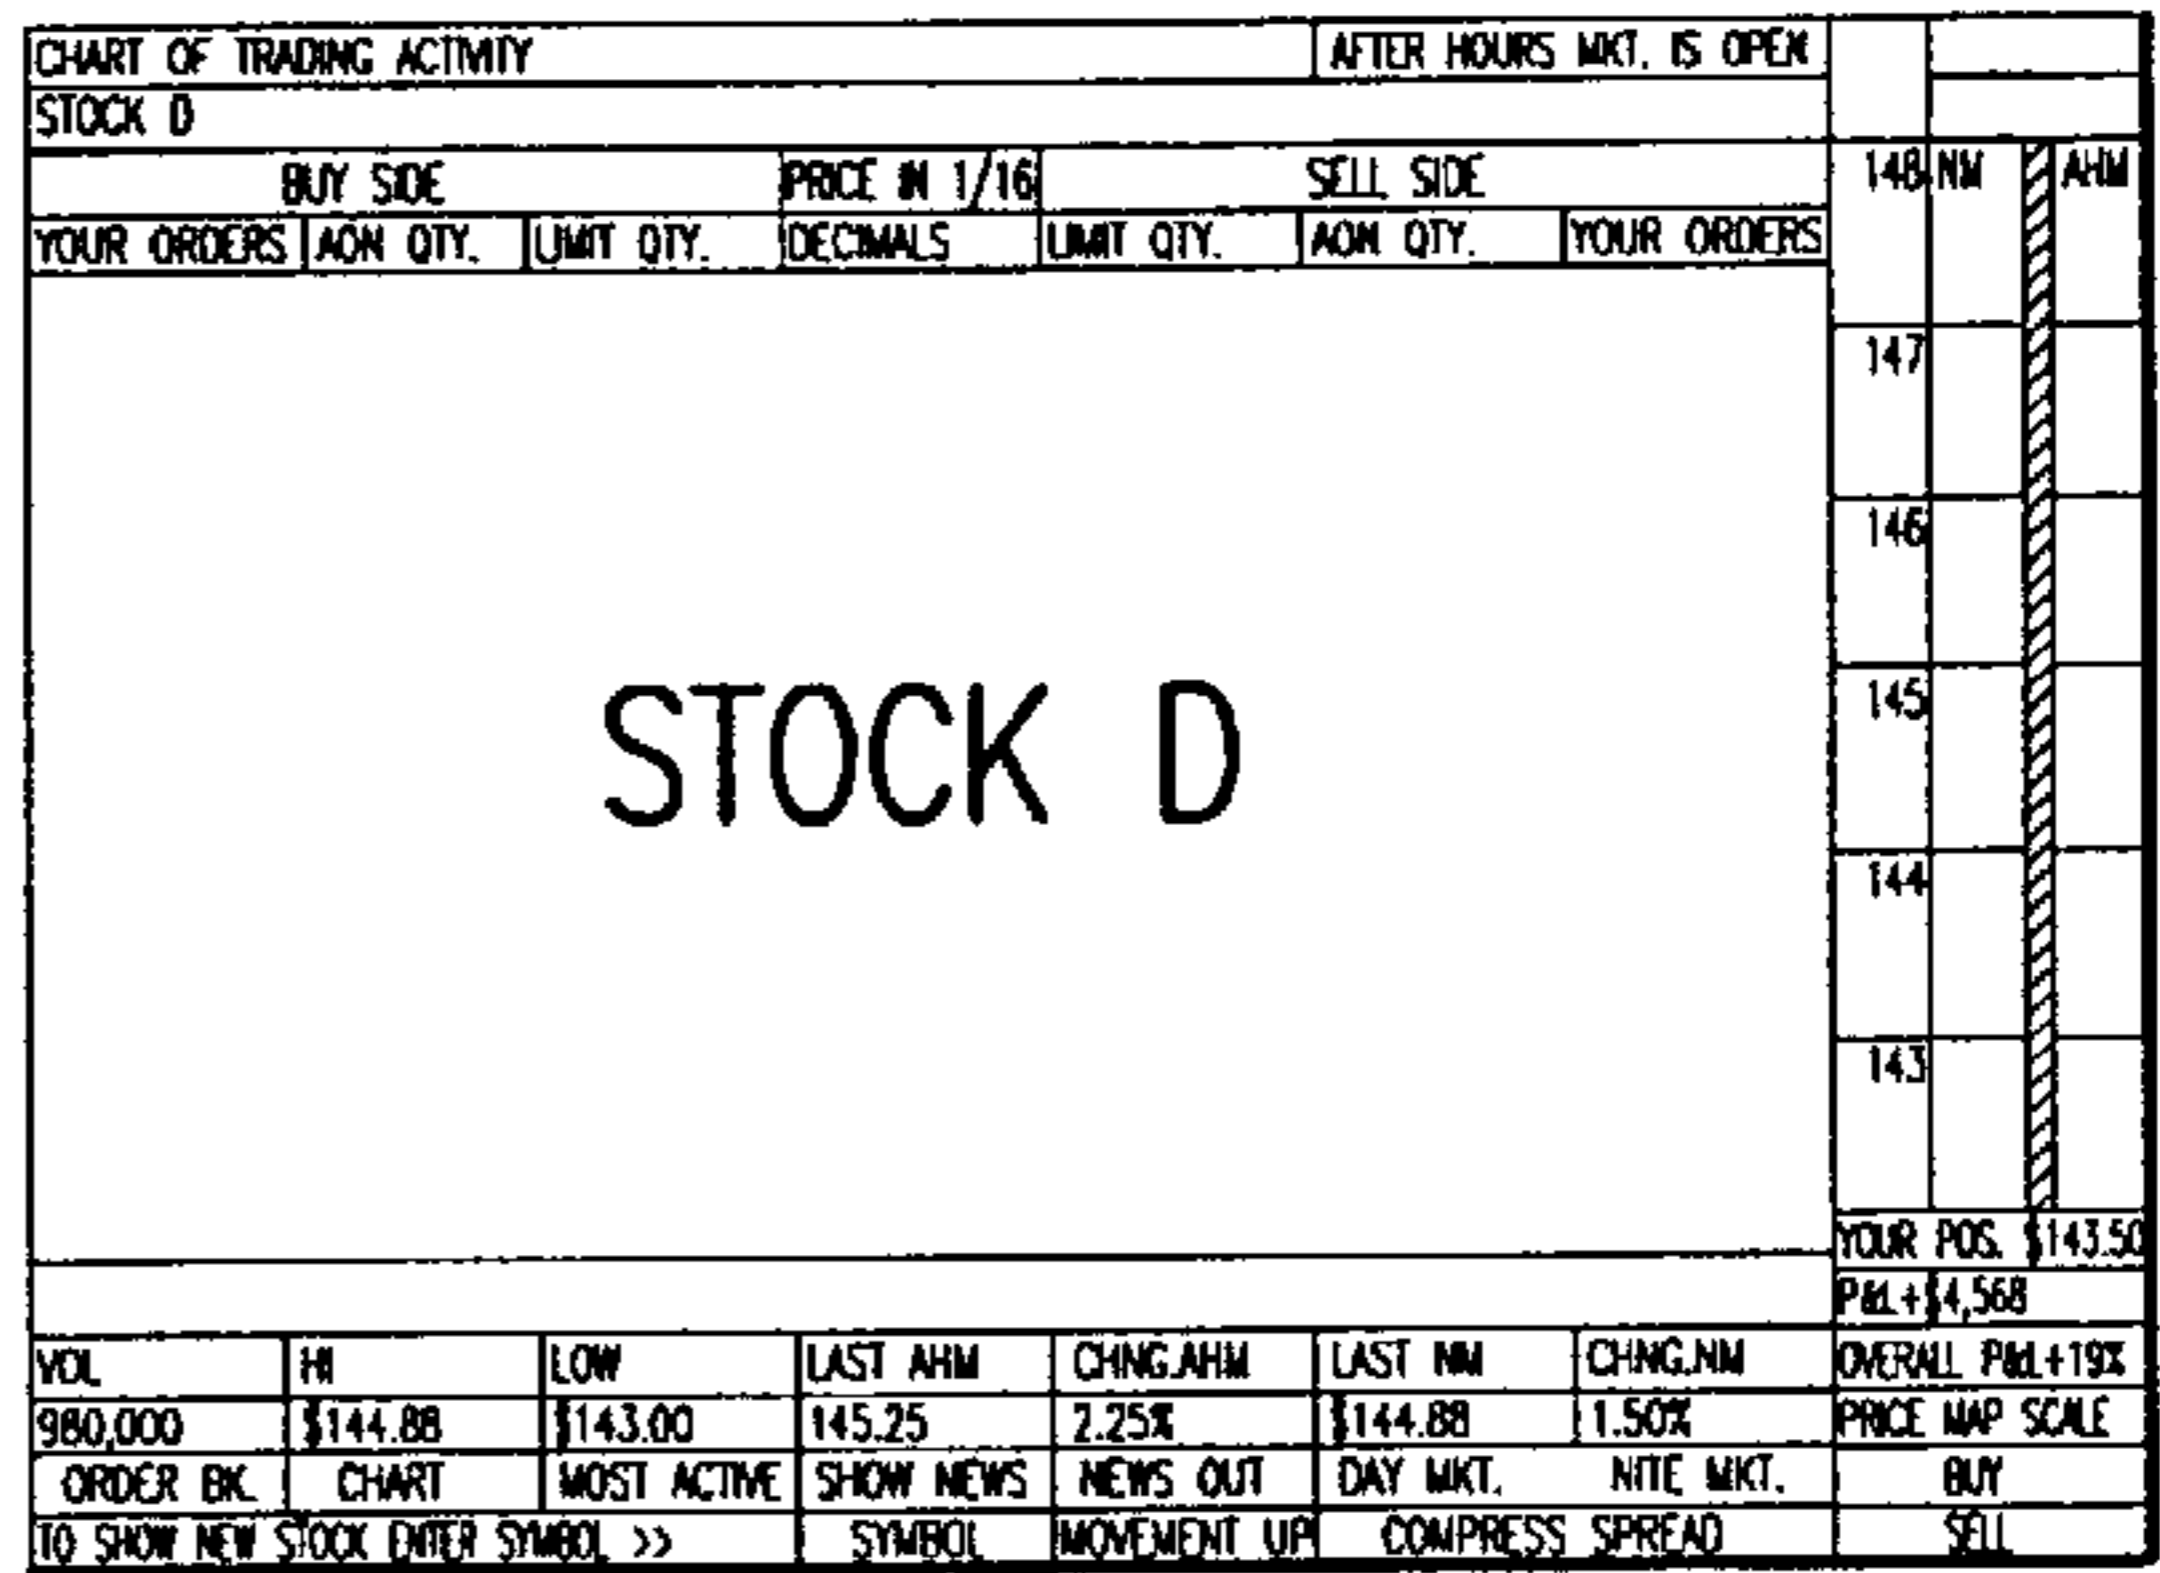 CHART OF TRADING ACTIVITY AFTER HOURS MKT. IS OPEN
STOCK D
BUY SIDE PRICE IN 1/16 SELL SIDE 148 NM AHM
YOUR ORDERS AON QTY. LIMIT QTY. DECIMALS LIMIT QTY. AON QTY. YOUR ORDERS
147
146
145
STOCK D
144
143
YOUR POS. $143.50
P&L+$4,568
VOL HI LOW LAST AHM CHNG.AHM LAST NM CHNG.NM OVERALL P&L+19%
980,000 $144.88 $143.00 145.25 2.25% $144.88 1.50% PRICE MAP SCALE
ORDER BK. CHART MOST ACTIVE SHOW NEWS NEWS OUT DAY MKT. NITE MKT. BUY
TO SHOW NEW STOCK ENTER SYMBOL >> SYMBOL MOVEMENT UP COMPRESS SPREAD SELL